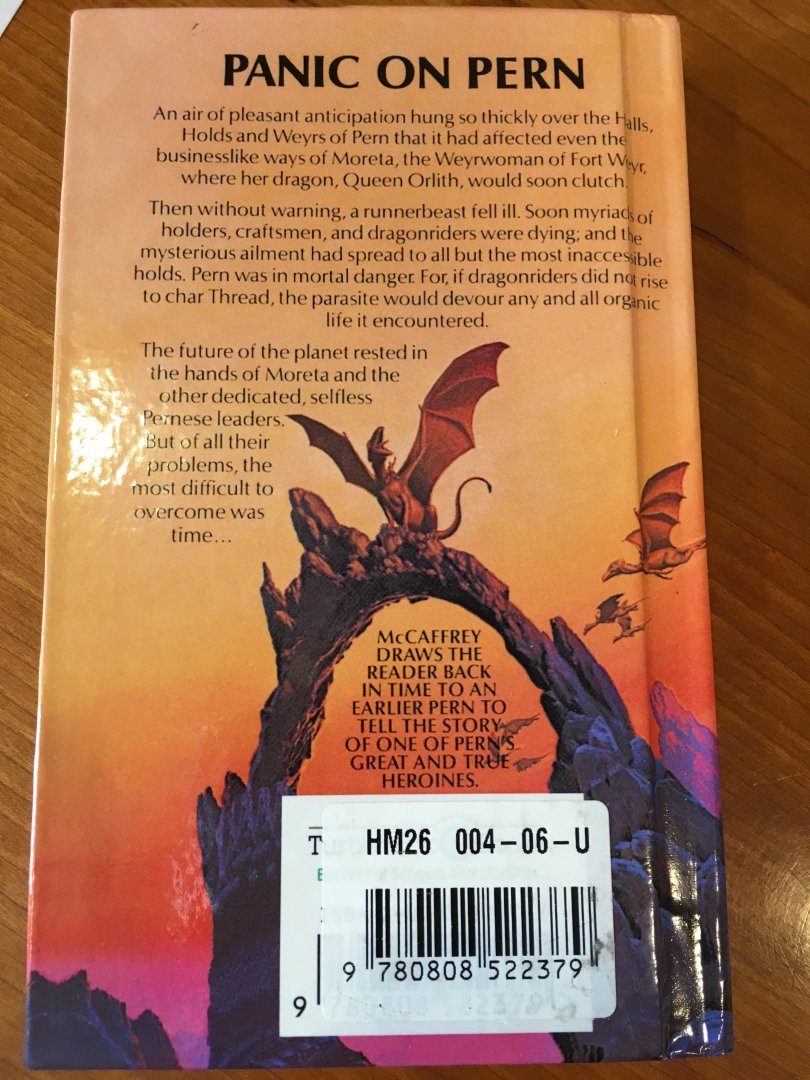 PANIC ON PERN
An air of pleasant anticipation hung so thickly over the Halls,
Holds and Weyrs of Pern that it had affected even the
businesslike ways of Moreta, the Weyrwoman of Fort Weyr,
where her dragon, Queen Orlith, would soon clutch.
Then without warning, a runnerbeast fell ill. Soon myriads of
holders, craftsmen, and dragonriders were dying; and the
mysterious ailment had spread to all but the most inaccessible
holds. Pern was in mortal danger. For, if dragonriders did not rise
to char Thread, the parasite would devour any and all organic
life it encountered.
The future of the planet rested in
the hands of Moreta and the
other dedicated, selfless
Pernese leaders.
But of all their
problems, the
most difficult to
overcome was
time...
McCAFFREY
DRAWS THE
READER BACK
IN TIME TO AN
EARLIER PERN TO
TELL THE STORY
OF ONE OF PERN'S
GREAT AND TRUE
HEROINES.
HM26 004-06-U
9 780808 522379
9